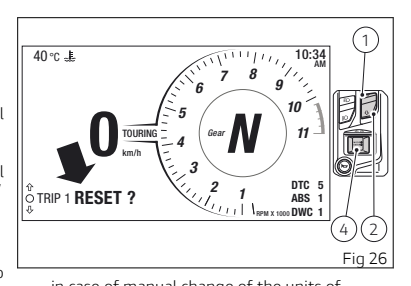 40 °C
10:34
AM
1
2
3
4
5
6
7
8
9
10
11
Gear N
RPM X 1000
0
km/h
TOURING
TRIP 1 RESET ?
DTC 5
ABS 1
DWC 1
1
4
2
Fig 26
in case of manual change of the units of